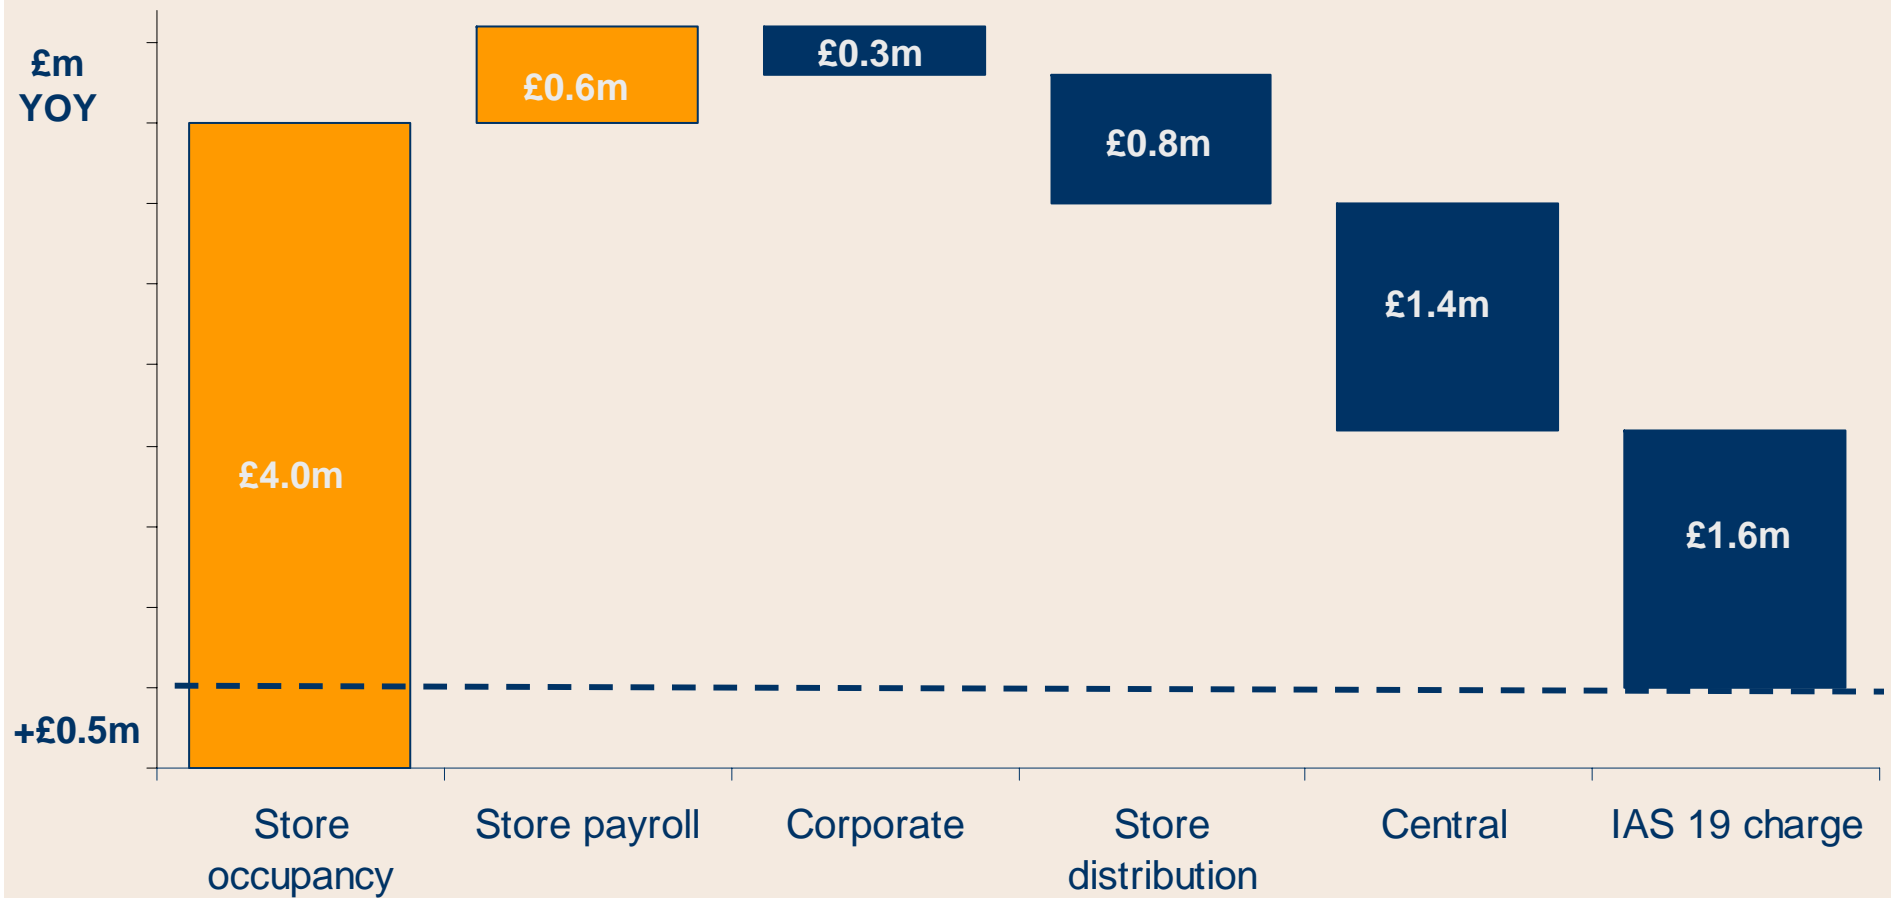 £m
YOY
£4.0m
£0.6m
£0.3m
£0.8m
£1.4m
£1.6m
+£0.5m
Store
occupancy
Store payroll
Corporate
Store
distribution
Central
IAS 19 charge